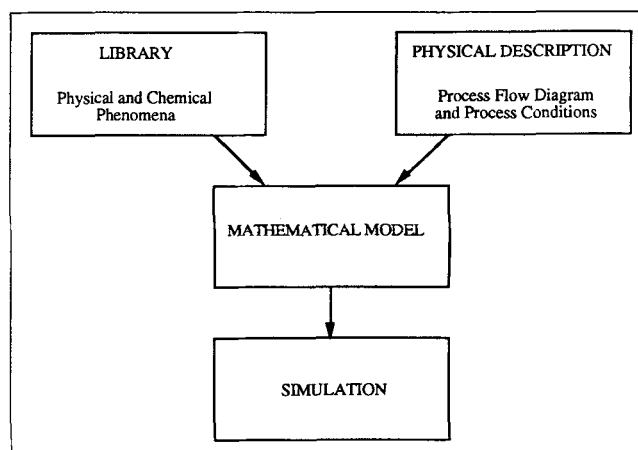 LIBRARY
Physical and Chemical
Phenomena
PHYSICAL DESCRIPTION
Process Flow Diagram
and Process Conditions
MATHEMATICAL MODEL
SIMULATION